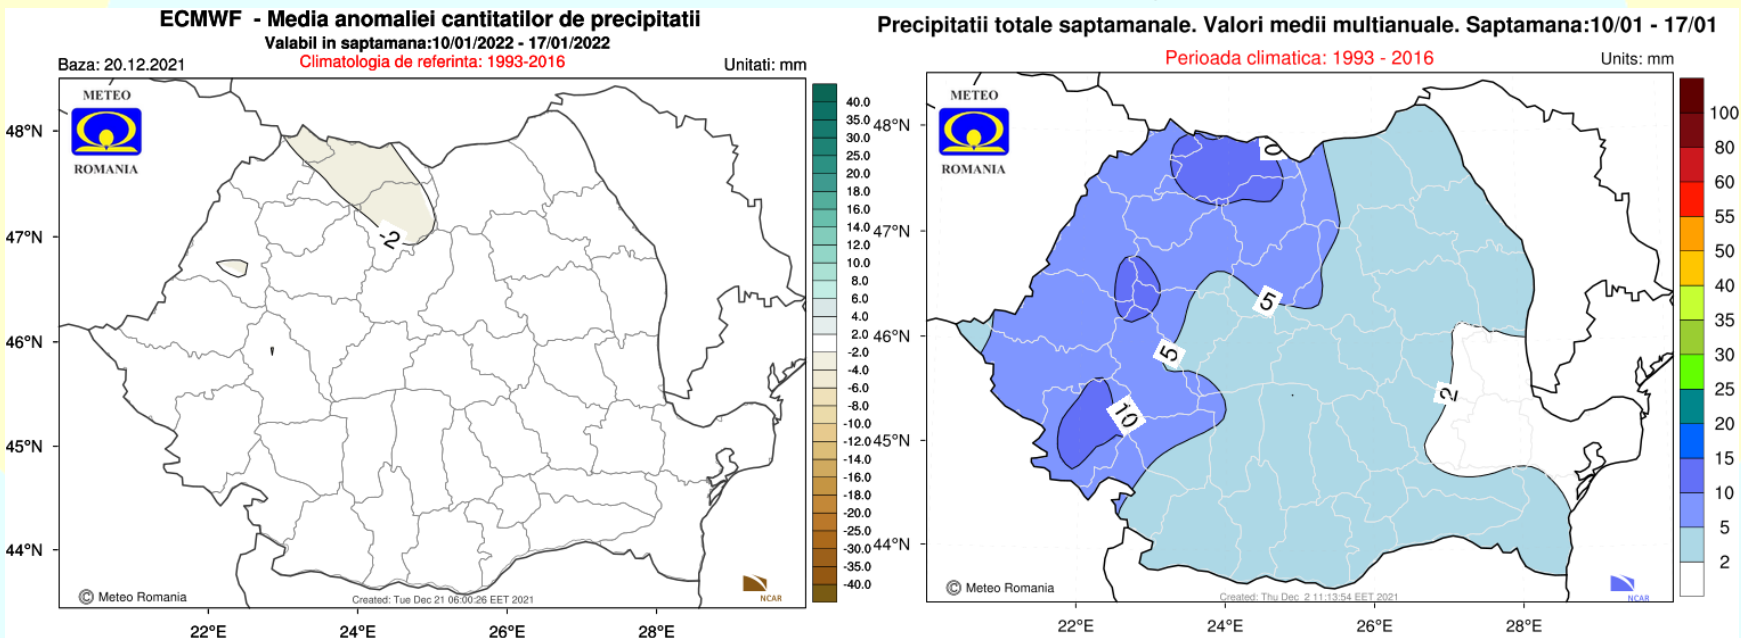 ECMWF - Media anomaliei cantitatilor de precipitatii
Valabil in saptamana:10/01/2022 - 17/01/2022
Climatologia de referinta: 1993-2016
Baza: 20.12.2021
Unitati: mm
METEO
ROMANIA
48°N
47°N
46°N
45°N
44°N
-2
40.0
35.0
30.0
25.0
20.0
18.0
16.0
14.0
12.0
10.0
8.0
6.0
4.0
2.0
-2.0
-4.0
-6.0
-8.0
-10.0
-12.0
-14.0
-16.0
-18.0
-20.0
-25.0
-30.0
-35.0
-40.0
© Meteo Romania
Created: Tue Dec 21 06:00:26 EET 2021
NCAR
22°E
24°E
26°E
28°E
Precipitatii totale saptamanale. Valori medii multianuale. Saptamana:10/01 - 17/01
Perioada climatica: 1993 - 2016
Units: mm
METEO
ROMANIA
48°N
47°N
46°N
45°N
44°N
0
5
5
2
10
100
80
60
55
50
40
35
30
25
20
15
10
5
2
© Meteo Romania
Created: Thu Dec 2 11:13:54 EET 2021
NCAR
22°E
24°E
26°E
28°E